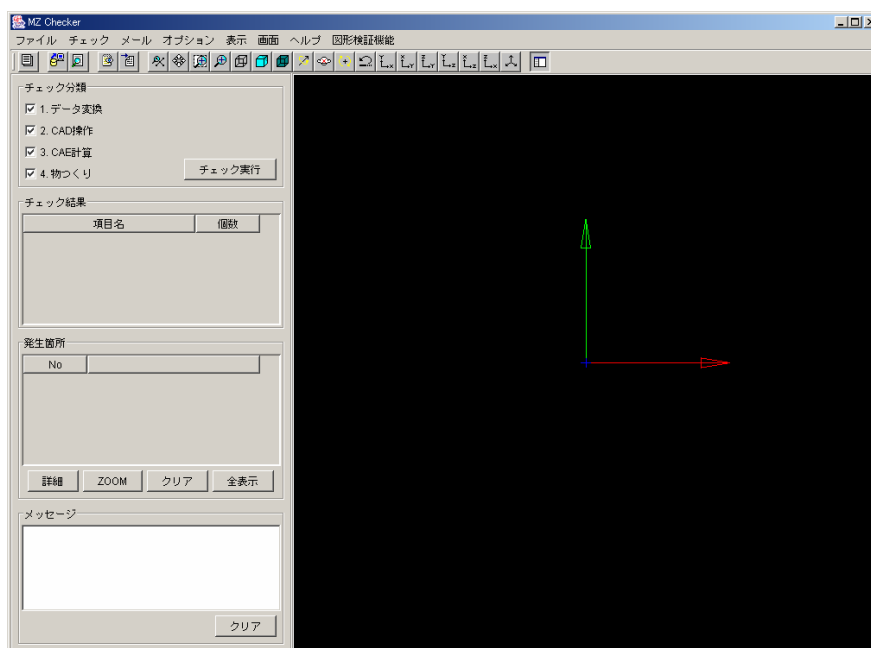 MZ Checker
ファイル チェック メール オプション 表示 画面 ヘルプ 図形検証機能
チェック分類
1. データ変換
2. CAD操作
3. CAE計算
4. 物つくり
チェック実行
チェック結果
項目名 個数
発生箇所
No
詳細 ZOOM クリア 全表示
メッセージ
クリア